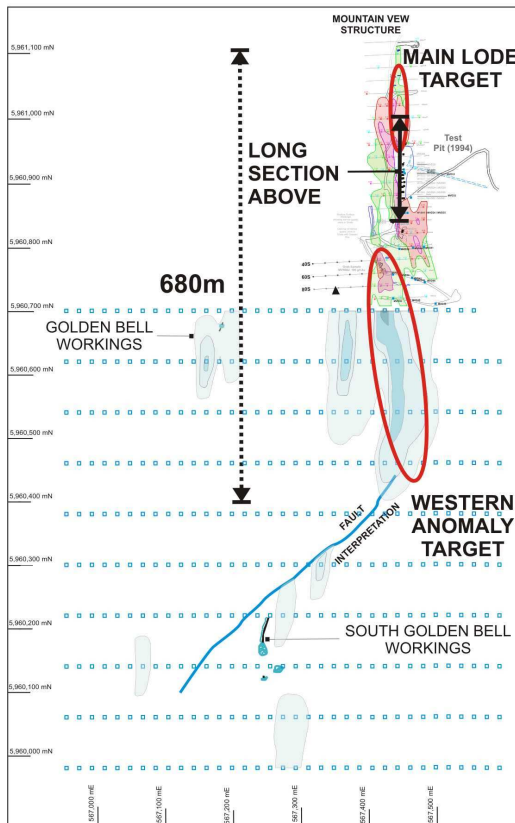 MOUNTAIN VEW
STRUCTURE
5,961,100 mN
MAIN LODE
TARGET
5,961,000 mN
Test
Pit (1994)
LONG
SECTION
ABOVE
5,960,900 mN
5,960,800 mN
40S
60S
80S
680m
5,960,700 mN
GOLDEN BELL
WORKINGS
5,960,600 mN
5,960,500 mN
5,960,400 mN
WESTERN
ANOMALY
TARGET
FAULT
INTERPRETATION
5,960,300 mN
5,960,200 mN
SOUTH GOLDEN BELL
WORKINGS
5,960,100 mN
5,960,000 mN
567,000 mE
567,100 mE
567,200 mE
567,300 mE
567,400 mE
567,500 mE